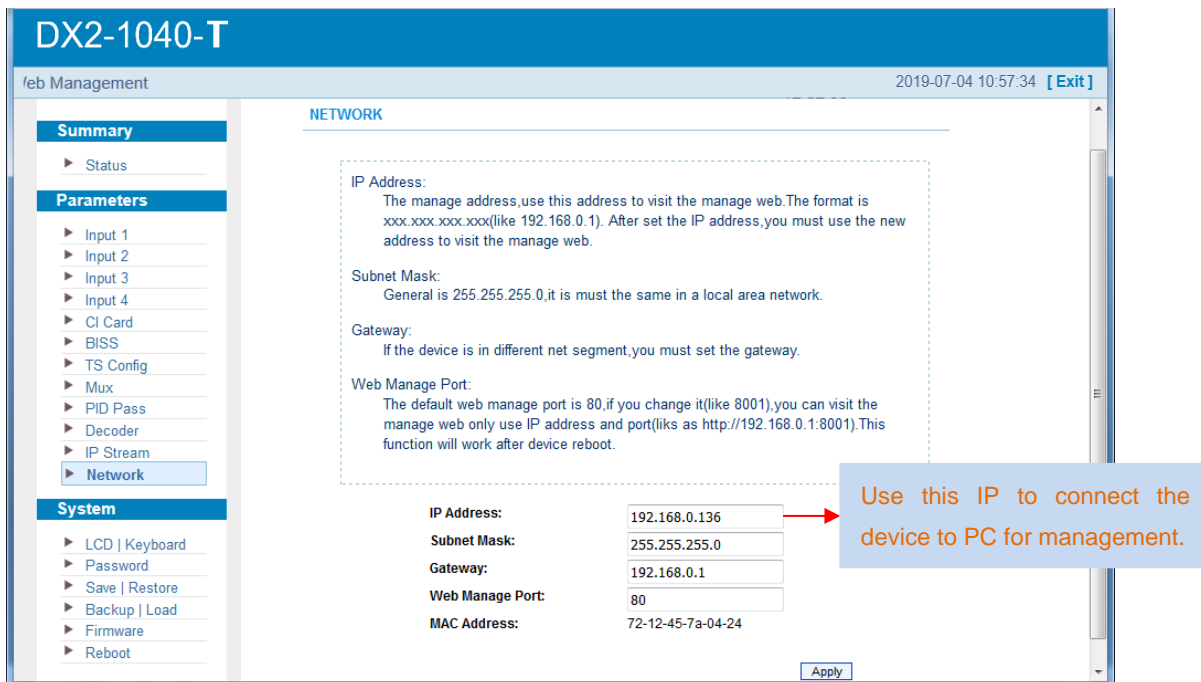 DX2-1040-T
/eb Management
2019-07-04 10:57:34 [ Exit ]
Summary
Status
Parameters
Input 1
Input 2
Input 3
Input 4
CI Card
BISS
TS Config
Mux
PID Pass
Decoder
IP Stream
Network
System
LCD | Keyboard
Password
Save | Restore
Backup | Load
Firmware
Reboot
NETWORK
IP Address:
The manage address,use this address to visit the manage web.The format is
xxx.xxx.xxx.xxx(like 192.168.0.1). After set the IP address,you must use the new
address to visit the manage web.
Subnet Mask:
General is 255.255.255.0,it is must the same in a local area network.
Gateway:
If the device is in different net segment,you must set the gateway.
Web Manage Port:
The default web manage port is 80,if you change it(like 8001),you can visit the
manage web only use IP address and port(liks as http://192.168.0.1:8001).This
function will work after device reboot.
IP Address: 192.168.0.136
Subnet Mask: 255.255.255.0
Gateway: 192.168.0.1
Web Manage Port: 80
MAC Address: 72-12-45-7a-04-24
Apply
Use this IP to connect the
device to PC for management.